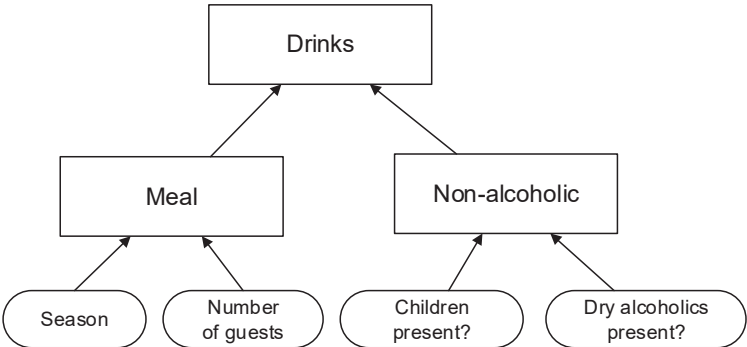 Drinks
Meal
Non-alcoholic
Season
Number
of guests
Children
present?
Dry alcoholics
present?